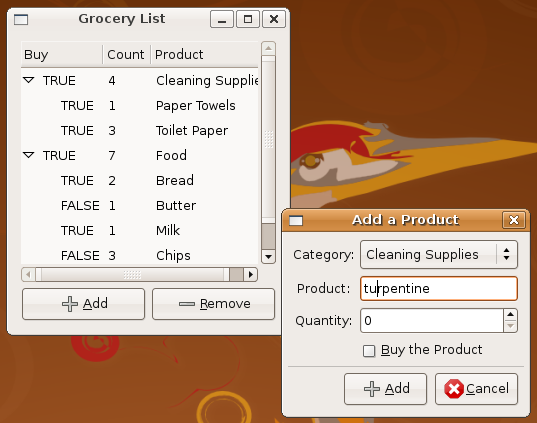 Grocery List
Buy Count Product
TRUE 4 Cleaning Supplie
TRUE 1 Paper Towels
TRUE 3 Toilet Paper
TRUE 7 Food
TRUE 2 Bread
FALSE 1 Butter
TRUE 1 Milk
FALSE 3 Chips
Add Remove
Add a Product
Category: Cleaning Supplies
Product: turpentine
Quantity: 0
Buy the Product
Add Cancel